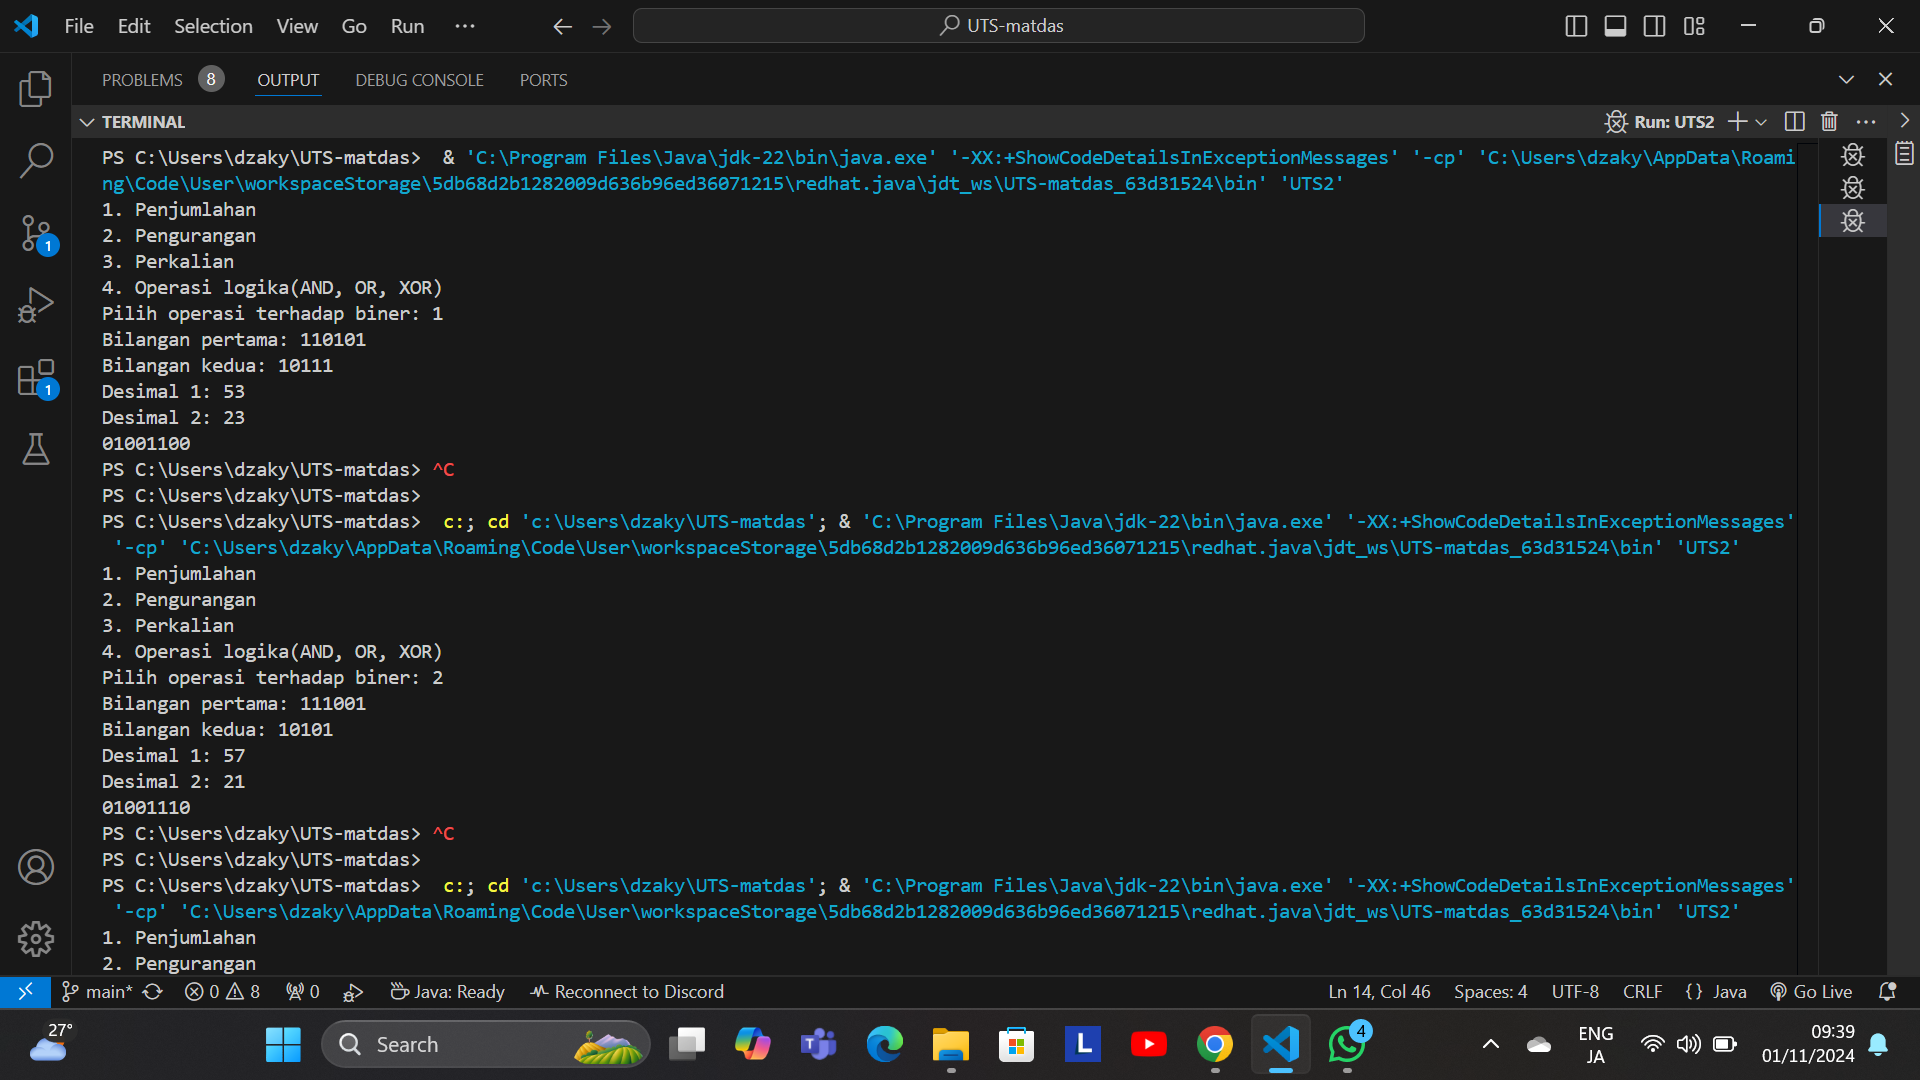 File Edit Selection View Go Run ··· UTS-matdas
PROBLEMS 8 OUTPUT DEBUG CONSOLE PORTS
TERMINAL Run: UTS2
PS C:\Users\dzaky\UTS-matdas>  & 'C:\Program Files\Java\jdk-22\bin\java.exe' '-XX:+ShowCodeDetailsInExceptionMessages' '-cp' 'C:\Users\dzaky\AppData\Roami
ng\Code\User\workspaceStorage\5db68d2b1282009d636b96ed36071215\redhat.java\jdt_ws\UTS-matdas_63d31524\bin' 'UTS2'
1. Penjumlahan
2. Pengurangan
3. Perkalian
4. Operasi logika(AND, OR, XOR)
Pilih operasi terhadap biner: 1
Bilangan pertama: 110101
Bilangan kedua: 10111
Desimal 1: 53
Desimal 2: 23
01001100
PS C:\Users\dzaky\UTS-matdas> ^C
PS C:\Users\dzaky\UTS-matdas>
PS C:\Users\dzaky\UTS-matdas>  c:; cd 'c:\Users\dzaky\UTS-matdas'; & 'C:\Program Files\Java\jdk-22\bin\java.exe' '-XX:+ShowCodeDetailsInExceptionMessages'
'-cp' 'C:\Users\dzaky\AppData\Roaming\Code\User\workspaceStorage\5db68d2b1282009d636b96ed36071215\redhat.java\jdt_ws\UTS-matdas_63d31524\bin' 'UTS2'
1. Penjumlahan
2. Pengurangan
3. Perkalian
4. Operasi logika(AND, OR, XOR)
Pilih operasi terhadap biner: 2
Bilangan pertama: 111001
Bilangan kedua: 10101
Desimal 1: 57
Desimal 2: 21
01001110
PS C:\Users\dzaky\UTS-matdas> ^C
PS C:\Users\dzaky\UTS-matdas>
PS C:\Users\dzaky\UTS-matdas>  c:; cd 'c:\Users\dzaky\UTS-matdas'; & 'C:\Program Files\Java\jdk-22\bin\java.exe' '-XX:+ShowCodeDetailsInExceptionMessages'
'-cp' 'C:\Users\dzaky\AppData\Roaming\Code\User\workspaceStorage\5db68d2b1282009d636b96ed36071215\redhat.java\jdt_ws\UTS-matdas_63d31524\bin' 'UTS2'
1. Penjumlahan
2. Pengurangan
1
1
main* 0 8 0 Java: Ready Reconnect to Discord Ln 14, Col 46 Spaces: 4 UTF-8 CRLF {} Java Go Live
27° Search L 4 ENG 09:39
JA 01/11/2024